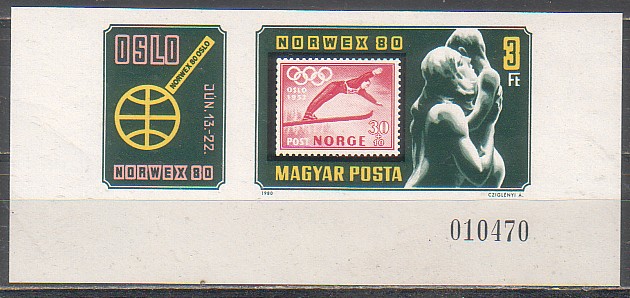 OSLO
NORWEX 80 OSLO
JUN. 13.-22.
NORWEX 80
NORWEX 80
3
Ft
OSLO
1952
30
+10
POST NORGE
MAGYAR POSTA
1980
CZIGLÉNYI Á.
010470